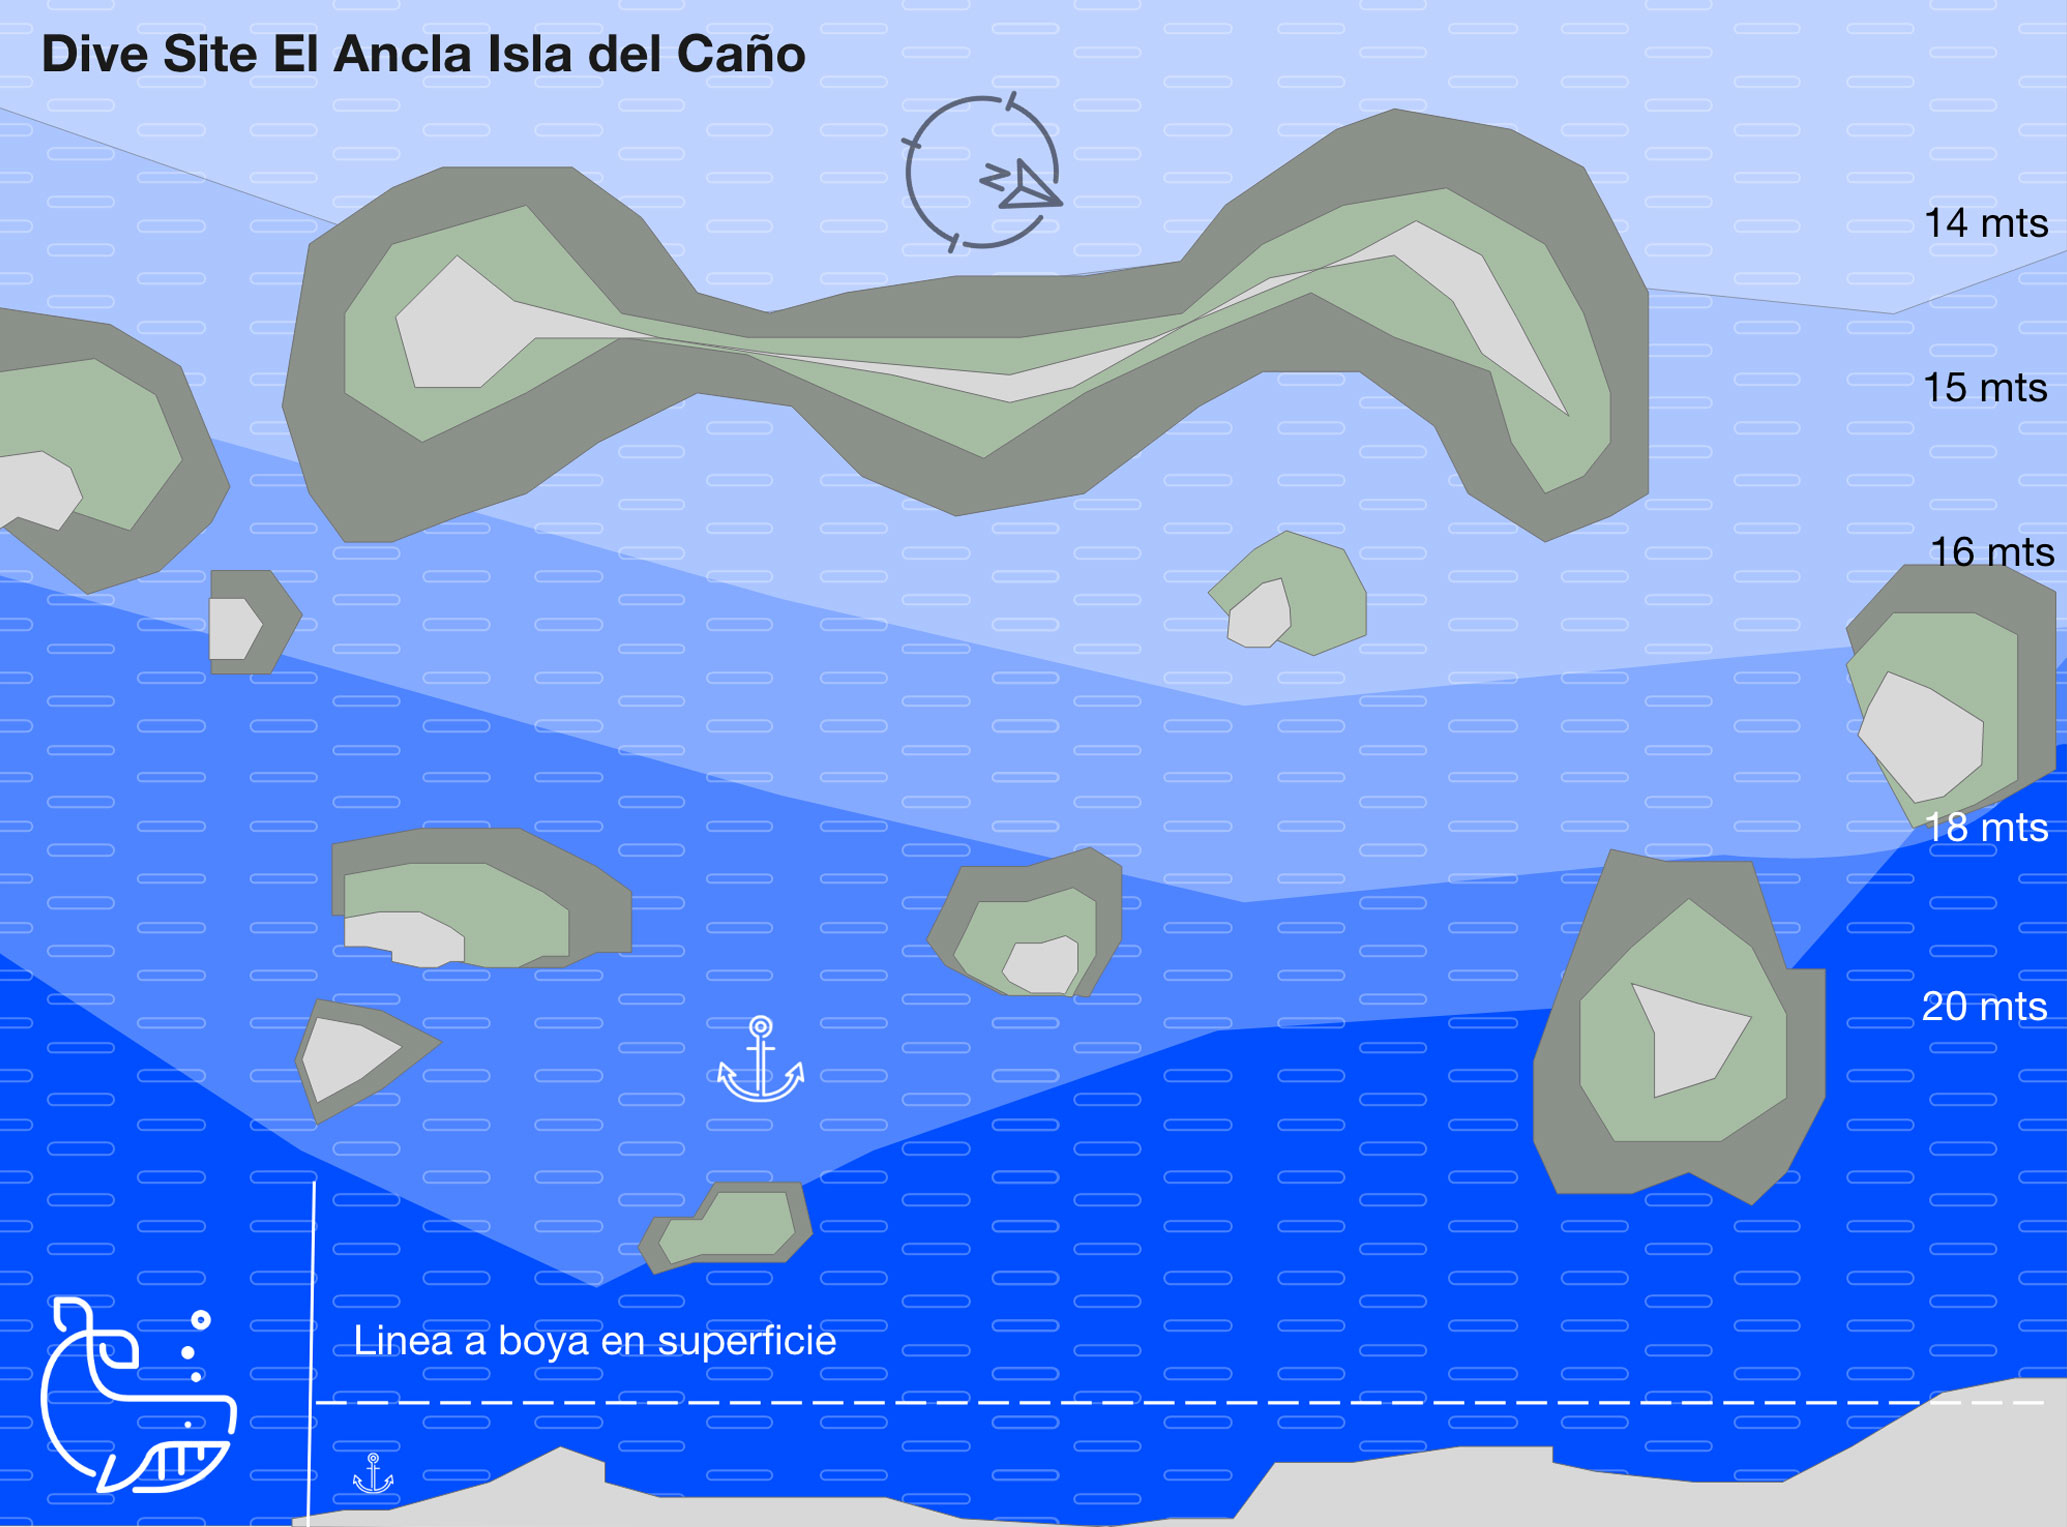 Dive Site El Ancla Isla del Caño
N
14 mts
15 mts
16 mts
18 mts
20 mts
Linea a boya en superficie